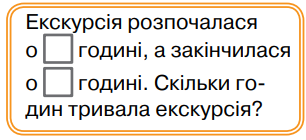 Екскурсія розпочалася
о □ годині, а закінчилася
о □ годині. Скільки го-
дин тривала екскурсія?